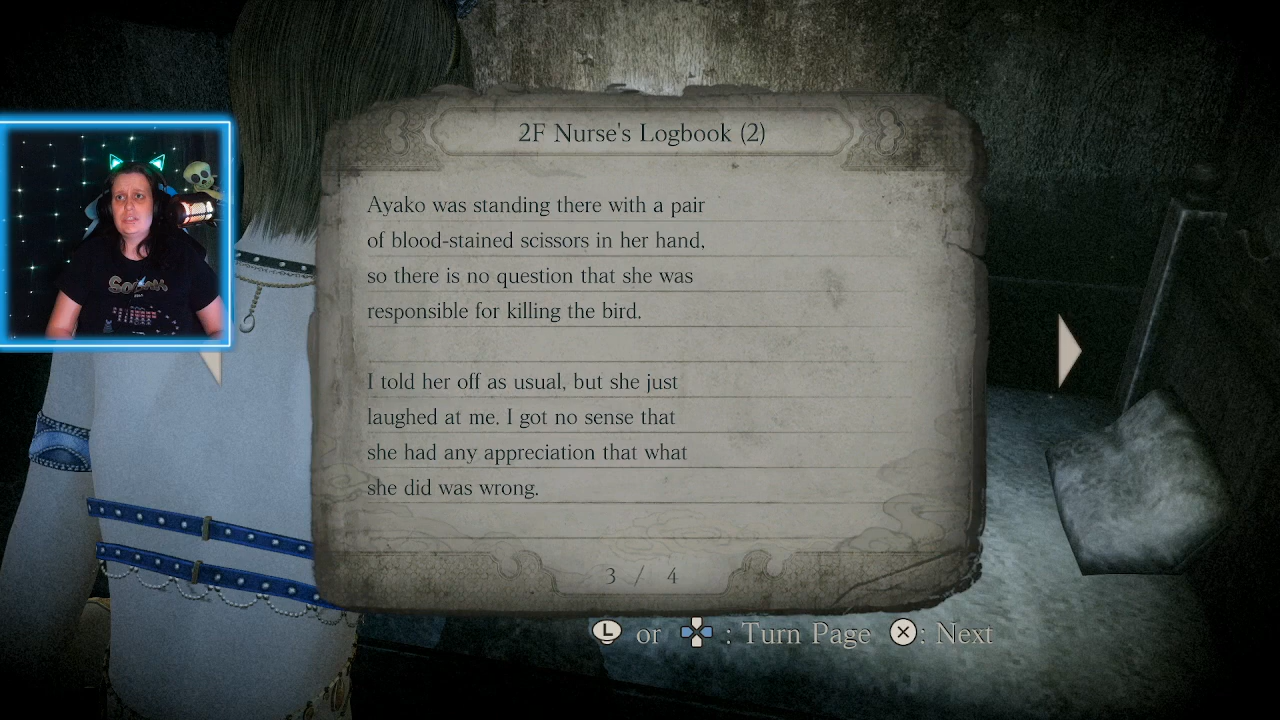 2F Nurse's Logbook (2)
Ayako was standing there with a pair
of blood-stained scissors in her hand,
so there is no question that she was
responsible for killing the bird.
I told her off as usual, but she just
laughed at me. I got no sense that
she had any appreciation that what
she did was wrong.
3 / 4
L or : Turn Page X : Next